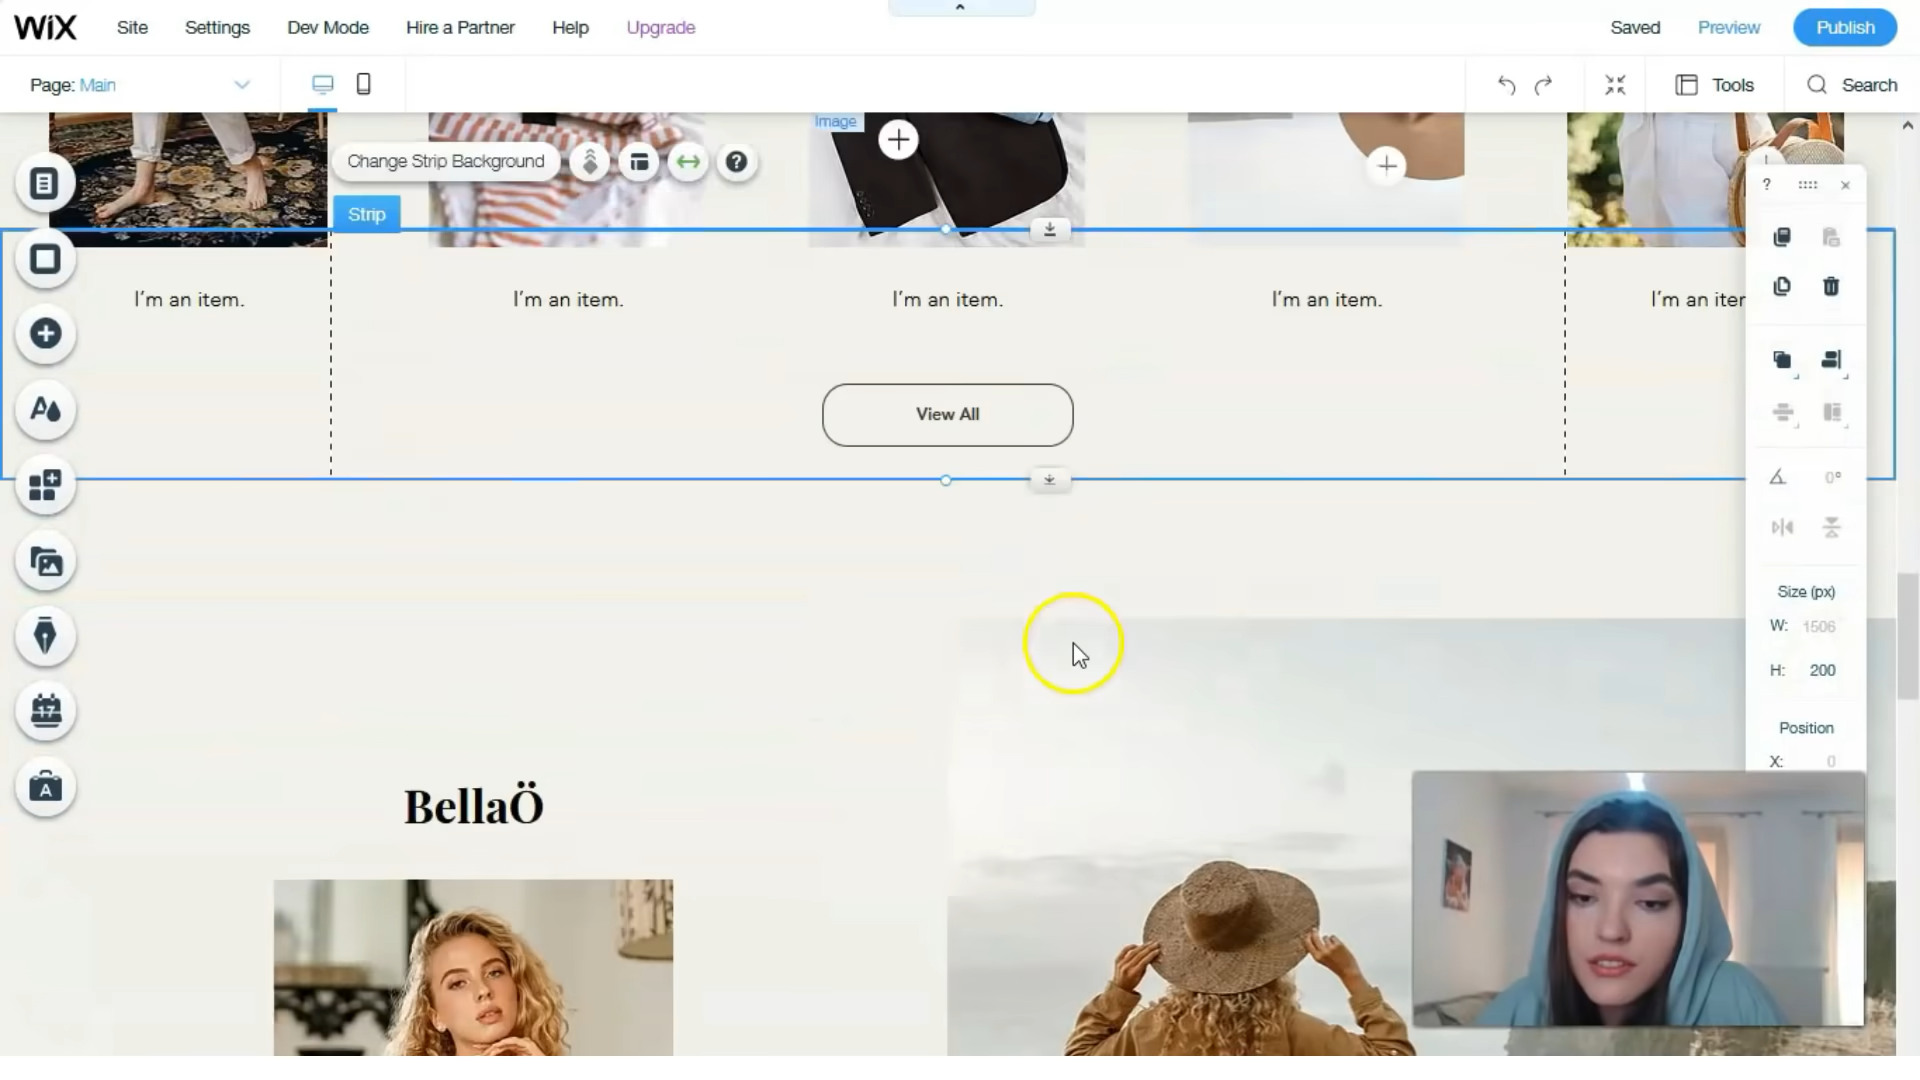 WiX Site Settings Dev Mode Hire a Partner Help Upgrade Saved Preview Publish
Page: Main Tools Search
Image
Change Strip Background ? ?
Strip
I'm an item. I'm an item. I'm an item. I'm an item. I'm an iter
View All
0°
Size (px)
W: 1506
H: 200
17
Position
X: 0
A
BellaÖ